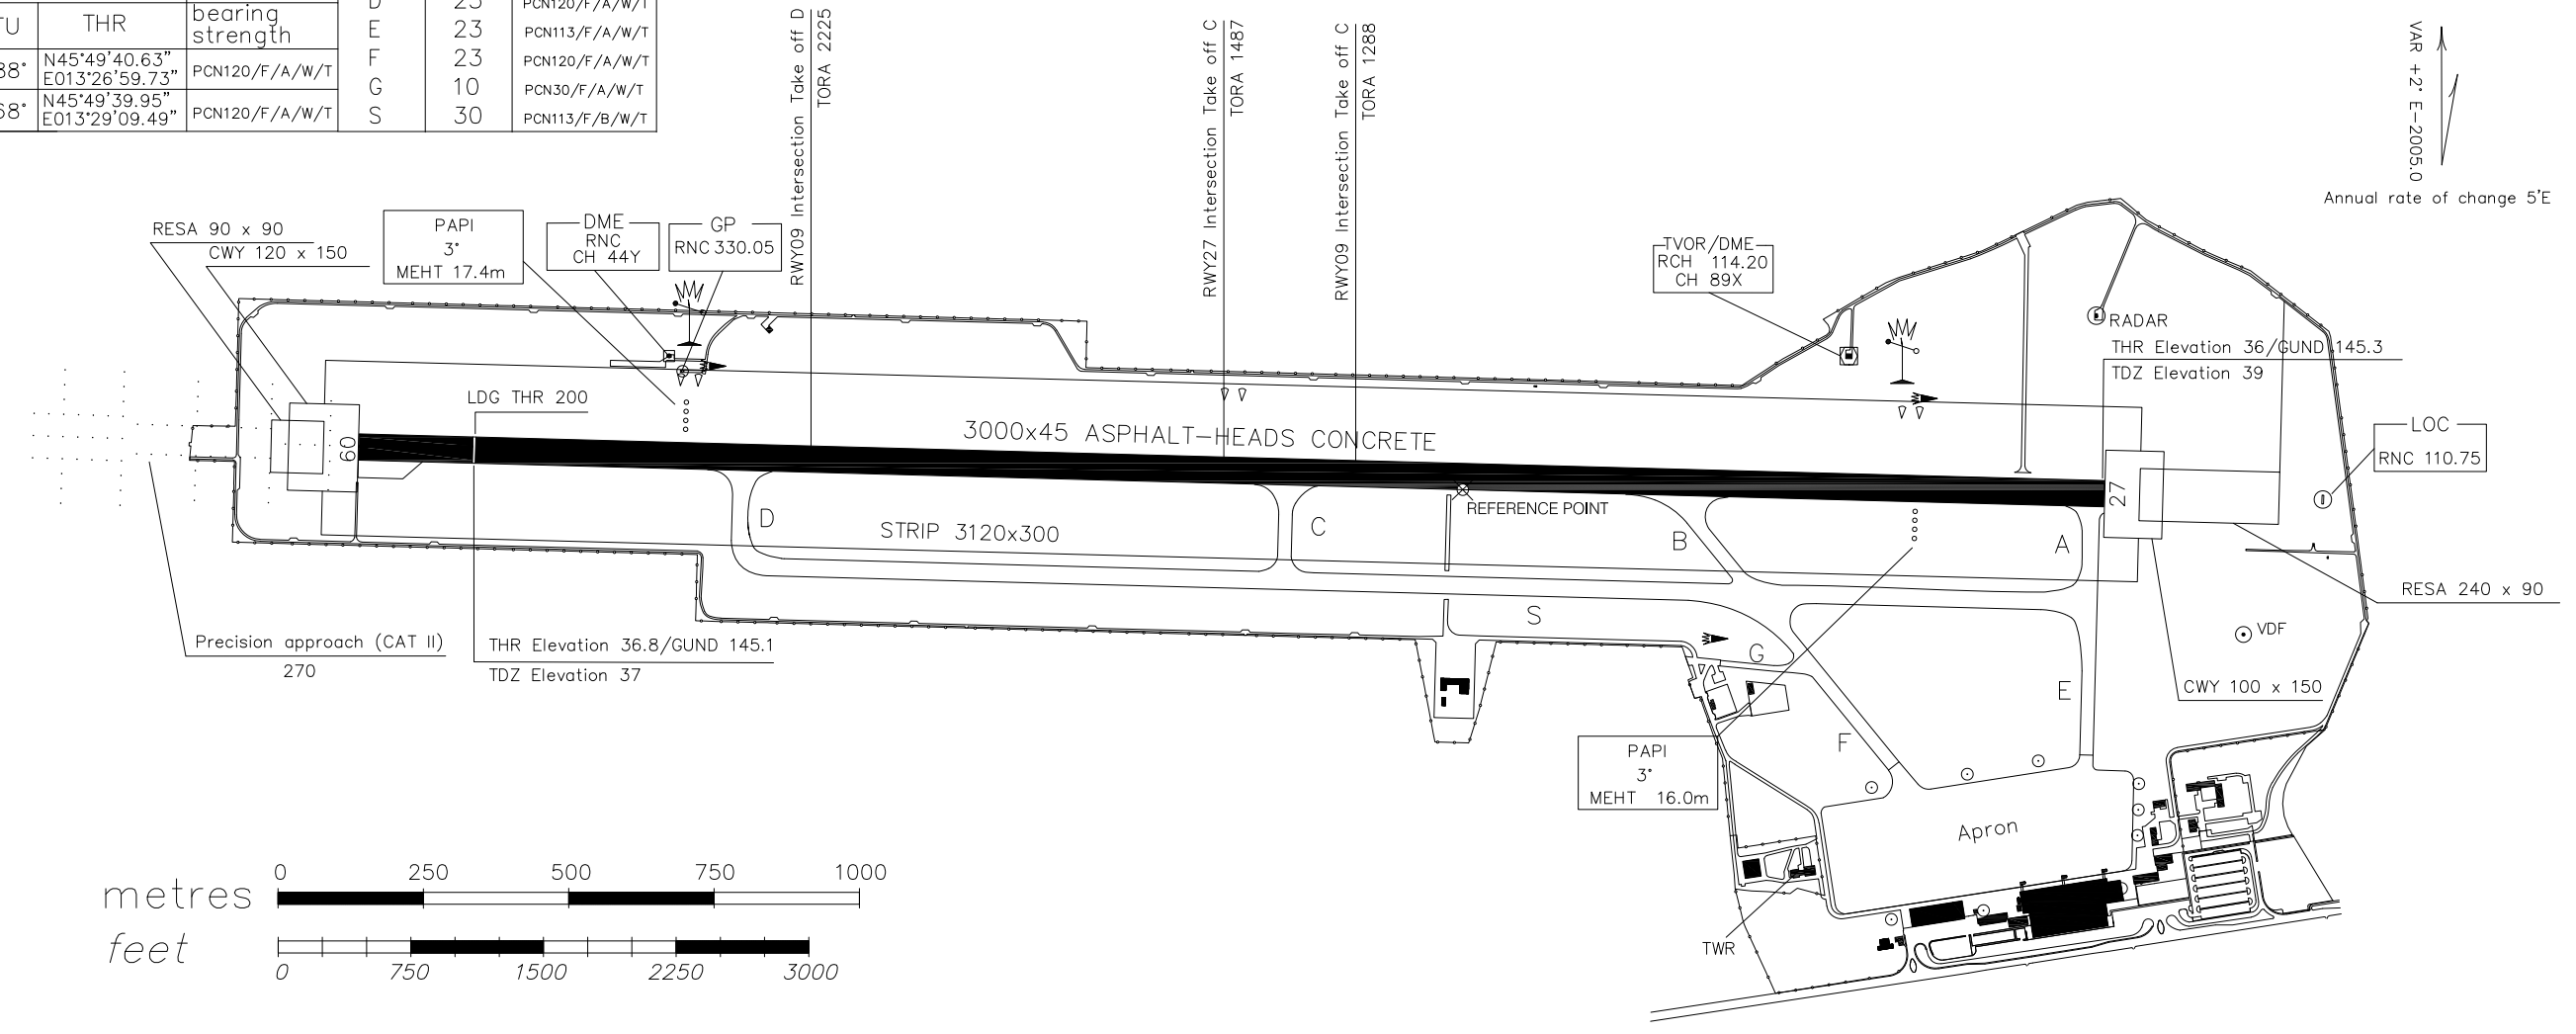 D 25 PCN120/F/A/W/T
bearing
TU THR strength
E 23 PCN113/F/A/W/T
F 23 PCN120/F/A/W/T
88° N45°49'40.63" PCN120/F/A/W/T
E013°26'59.73"
G 10 PCN30/F/A/W/T
68° N45°49'39.95" PCN120/F/A/W/T
E013°29'09.49"
S 30 PCN113/F/B/W/T
RWY09 Intersection Take off D
TORA 2225
RWY27 Intersection Take off C
TORA 1487
RWY09 Intersection Take off C
TORA 1288
VAR +2° E-2005.0
Annual rate of change 5'E
RESA 90 x 90
CWY 120 x 150
PAPI
3°
MEHT 17.4m
DME
RNC
CH 44Y
GP
RNC 330.05
TVOR/DME
RCH 114.20
CH 89X
RADAR
THR Elevation 36/GUND 145.3
TDZ Elevation 39
LDG THR 200
3000x45 ASPHALT-HEADS CONCRETE
09
27
LOC
RNC 110.75
REFERENCE POINT
D
STRIP 3120x300
C
B
A
RESA 240 x 90
S
VDF
Precision approach (CAT II)
270
THR Elevation 36.8/GUND 145.1
TDZ Elevation 37
G
E
CWY 100 x 150
F
PAPI
3°
MEHT 16.0m
Apron
TWR
0 250 500 750 1000
metres
feet
0 750 1500 2250 3000